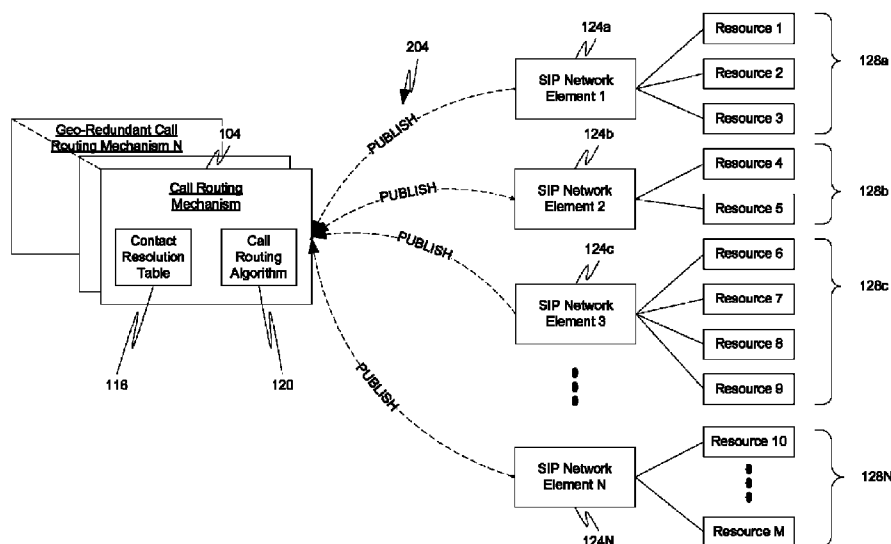 204
124a
SIP Network
Element 1
Resource 1
Resource 2
Resource 3
128a
Geo-Redundant Call
Routing Mechanism N
104
Call Routing
Mechanism
Contact
Resolution
Table
Call
Routing
Algorithm
116
120
PUBLISH
PUBLISH
PUBLISH
PUBLISH
124b
SIP Network
Element 2
Resource 4
Resource 5
128b
124c
SIP Network
Element 3
Resource 6
Resource 7
Resource 8
Resource 9
128c
SIP Network
Element N
124N
Resource 10
Resource M
128N